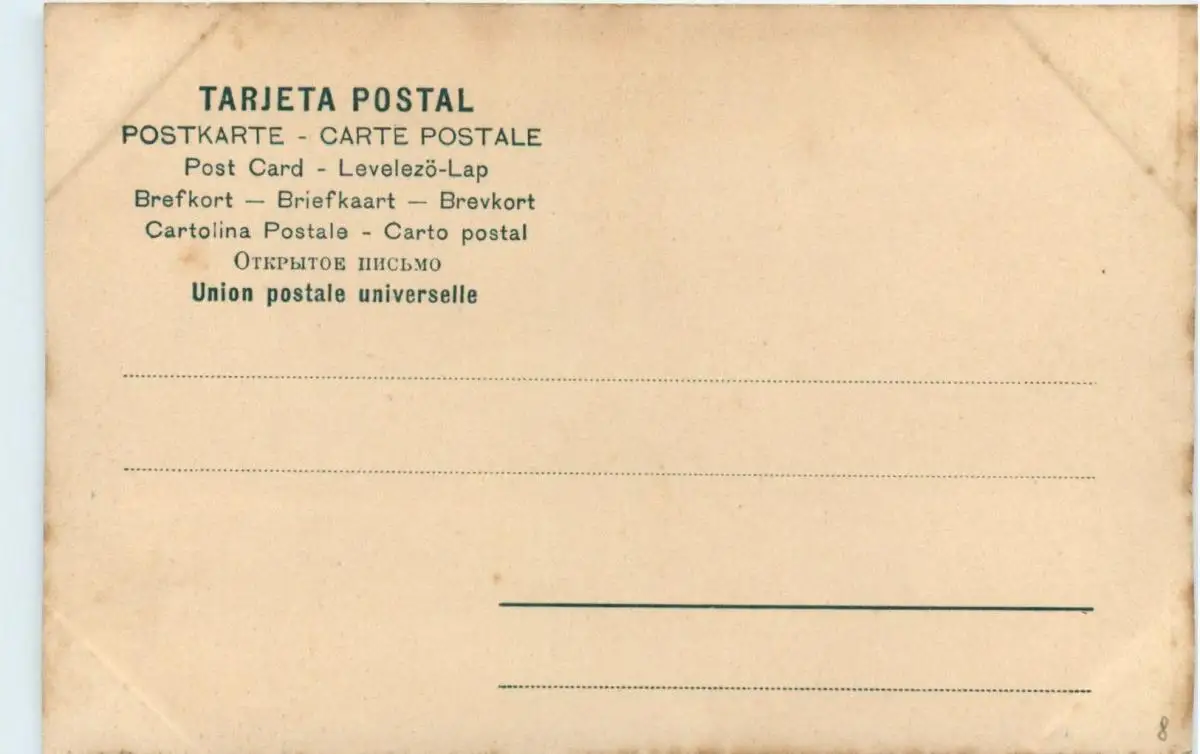 TARJETA POSTAL
POSTKARTE - CARTE POSTALE
Post Card - Levelezö-Lap
Brefkort — Briefkaart — Brevkort
Cartolina Postale - Carto postal
Открытое письмо
Union postale universelle
8